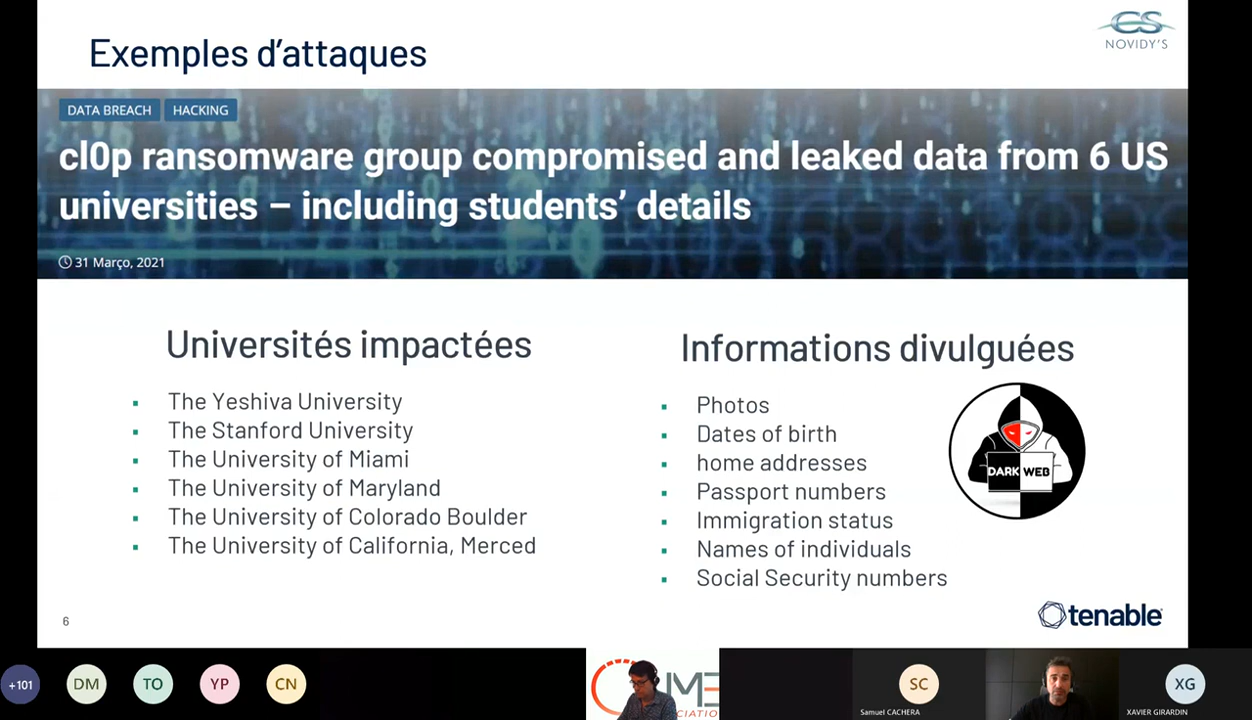 Exemples d'attaques
CS
NOVIDY'S
DATA BREACH
HACKING
cl0p ransomware group compromised and leaked data from 6 US
universities – including students' details
31 Março, 2021
Universités impactées
▪ The Yeshiva University
▪ The Stanford University
▪ The University of Miami
▪ The University of Maryland
▪ The University of Colorado Boulder
▪ The University of California, Merced
Informations divulguées
▪ Photos
▪ Dates of birth
▪ home addresses
▪ Passport numbers
▪ Immigration status
▪ Names of individuals
▪ Social Security numbers
DARK WEB
6
tenable
+101
DM
TO
YP
CN
SC
Samuel CACHERA
XG
XAVIER GIRARDIN